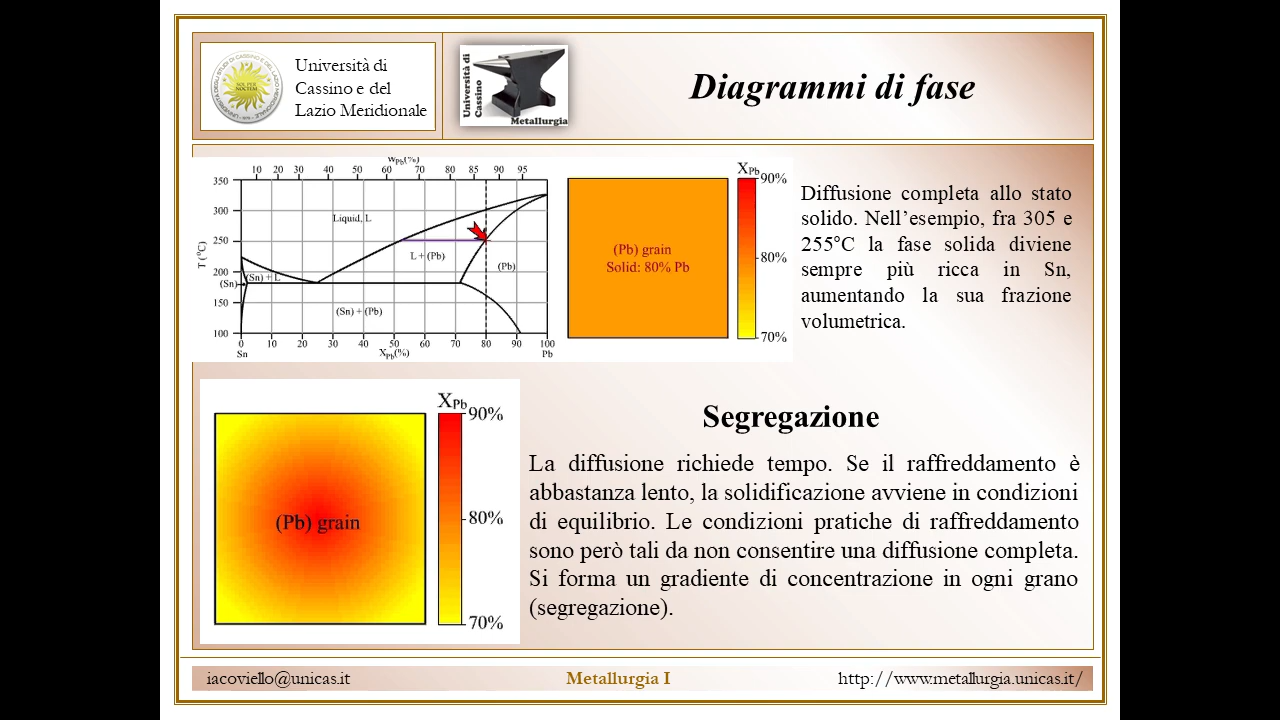 Università di
Cassino e del
Lazio Meridionale
Università di
Cassino
Metallurgia
Diagrammi di fase
WPb(%)
10 20 30 40 50 60 70 80 85 90 95
350
300
250
200
150
100
T (°C)
Liquid, L
L + (Pb)
(Pb)
(Sn) + L
(Sn)
(Sn) + (Pb)
0 10 20 30 40 50 60 70 80 90 100
Sn
XPb(%)
Pb
(Pb) grain
Solid: 80% Pb
XPb
90%
80%
70%
Diffusione completa allo stato
solido. Nell’esempio, fra 305 e
255°C la fase solida diviene
sempre più ricca in Sn,
aumentando la sua frazione
volumetrica.
(Pb) grain
XPb
90%
80%
70%
Segregazione
La diffusione richiede tempo. Se il raffreddamento è
abbastanza lento, la solidificazione avviene in condizioni
di equilibrio. Le condizioni pratiche di raffreddamento
sono però tali da non consentire una diffusione completa.
Si forma un gradiente di concentrazione in ogni grano
(segregazione).
iacoviello@unicas.it
Metallurgia I
http://www.metallurgia.unicas.it/